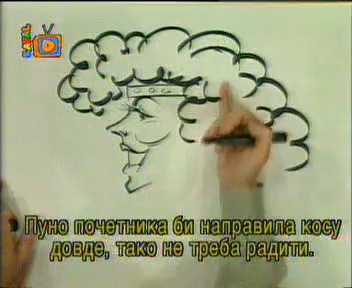 Пуно почетника би направила косу
довде, тако не треба радити.